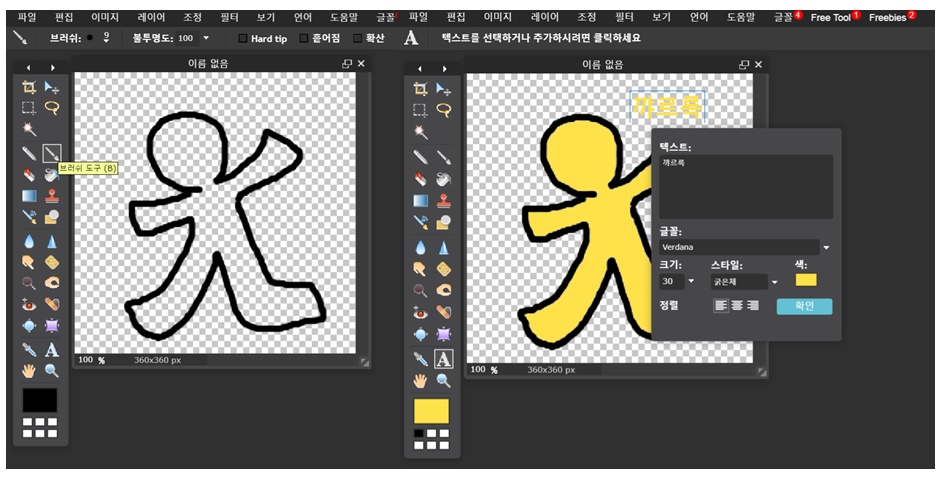 파일 편집 이미지 레이어 조정 필터 보기 언어 도움말 글꼴
브러쉬: 9 불투명도: 100 Hard tip 흩어짐 확산
이름 없음
브러쉬 도구 (B)
100 % 360x360 px
파일 편집 이미지 레이어 조정 필터 보기 언어 도움말 글꼴 4 Free Tool 1 Freebies 2
A 텍스트를 선택하거나 추가하시려면 클릭하세요
이름 없음
꺄르륵
텍스트:
꺄르륵
글꼴:
Verdana
크기: 스타일: 색:
30 굵은체
정렬 확인
100 % 360x360 px